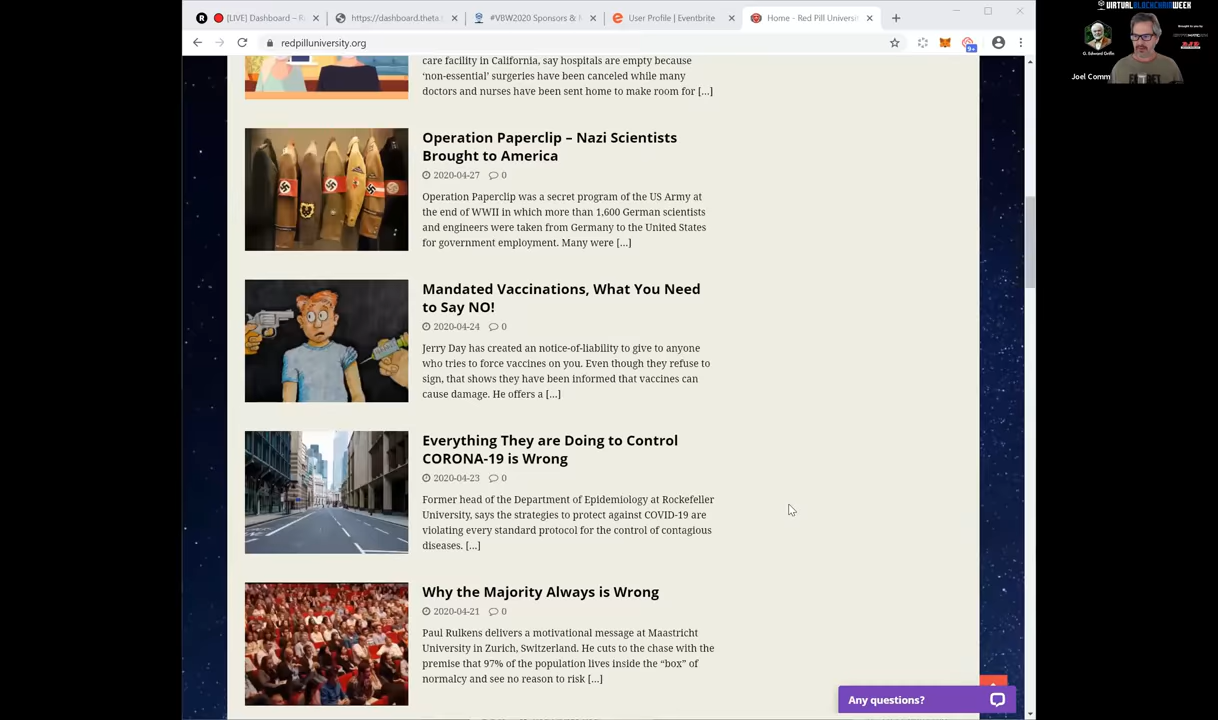 [LIVE] Dashboard – R
https://dashboard.theta
#VBW2020 Sponsors &
User Profile | Eventbrite
Home - Red Pill Universi
redpilluniversity.org
9+
VIRTUALBLOCKCHAINWEEK
G. Edward Griffin
Brought to you by
Joel Comm
care facility in California, say hospitals are empty because
‘non-essential’ surgeries have been canceled while many
doctors and nurses have been sent home to make room for [...]
Operation Paperclip – Nazi Scientists
Brought to America
2020-04-27 0
Operation Paperclip was a secret program of the US Army at
the end of WWII in which more than 1,600 German scientists
and engineers were taken from Germany to the United States
for government employment. Many were [...]
Mandated Vaccinations, What You Need
to Say NO!
2020-04-24 0
Jerry Day has created an notice-of-liability to give to anyone
who tries to force vaccines on you. Even though they refuse to
sign, that shows they have been informed that vaccines can
cause damage. He offers a [...]
Everything They are Doing to Control
CORONA-19 is Wrong
2020-04-23 0
Former head of the Department of Epidemiology at Rockefeller
University, says the strategies to protect against COVID-19 are
violating every standard protocol for the control of contagious
diseases. [...]
Why the Majority Always is Wrong
2020-04-21 0
Paul Rulkens delivers a motivational message at Maastricht
University in Zurich, Switzerland. He cuts to the chase with the
premise that 97% of the population lives inside the “box” of
normalcy and see no reason to risk [...]
Any questions?